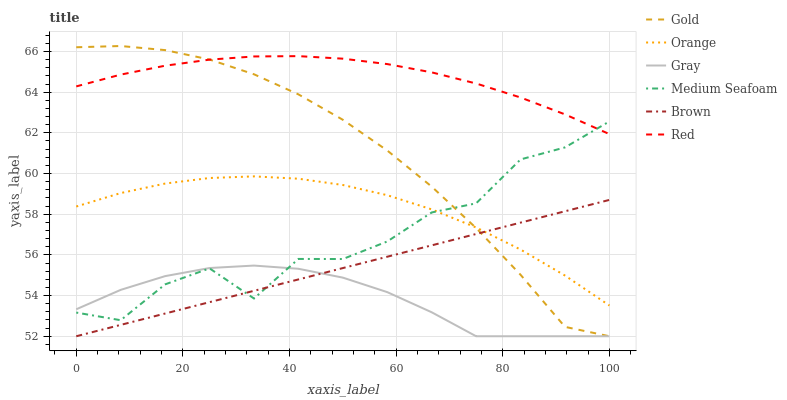 title
Gold
Orange
Gray
Medium Seafoam
Brown
Red
yaxis_label
66
64
62
60
58
56
54
52
0 20 40 60 80 100
xaxis_label